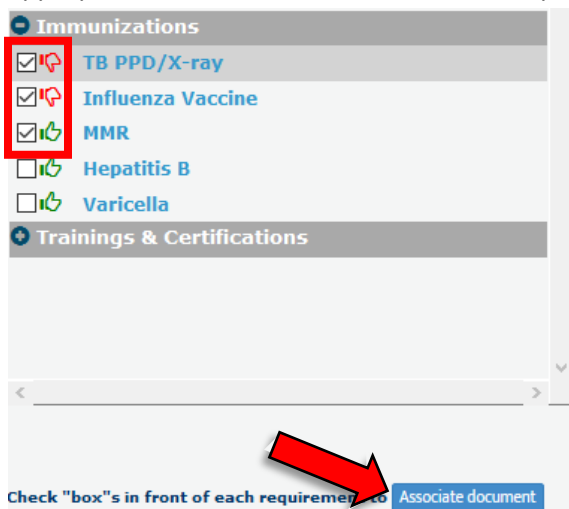 Immunizations
TB PPD/X-ray
Influenza Vaccine
MMR
Hepatitis B
Varicella
Trainings & Certifications
Check "box"s in front of each requirement to Associate document